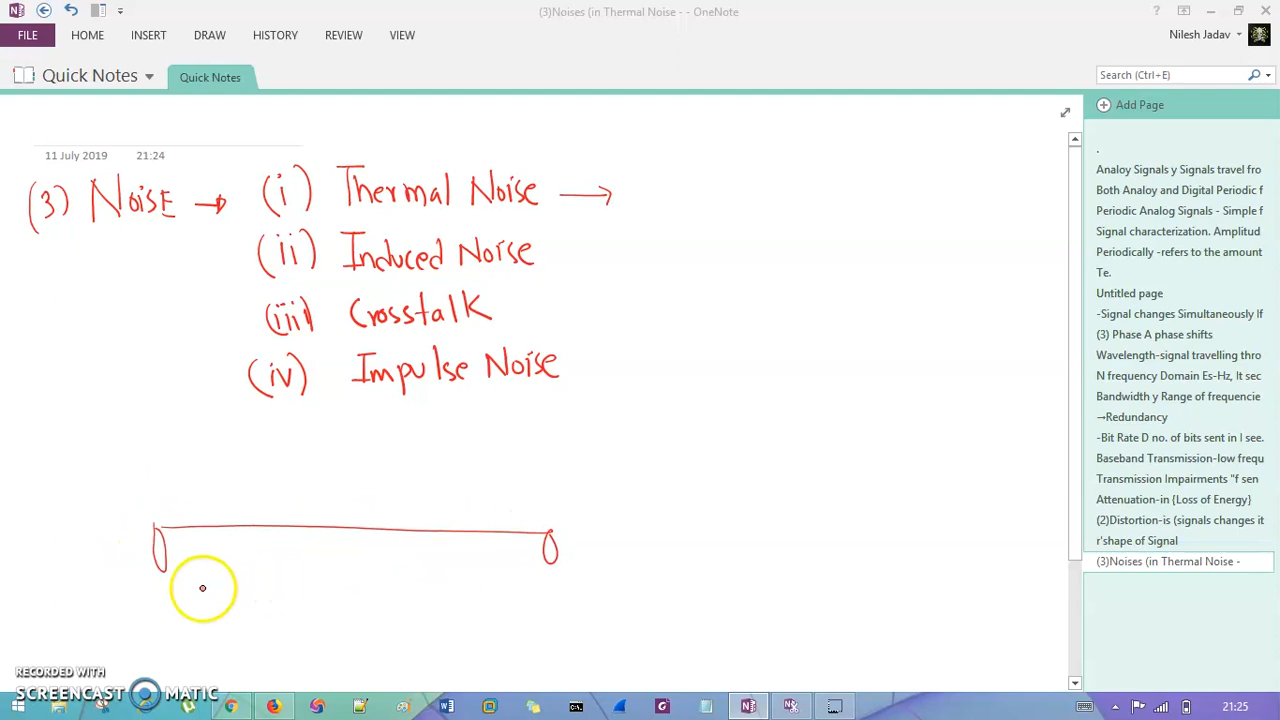 (3)Noises (in Thermal Noise - - OneNote
FILE HOME INSERT DRAW HISTORY REVIEW VIEW
Nilesh Jadav
Quick Notes
Quick Notes
Search (Ctrl+E)
Add Page
11 July 2019 21:24
(3) NOISE → (i) Thermal Noise →
(ii) Induced Noise
(iii) Crosstalk
(iv) Impulse Noise
.
Analoy Signals y Signals travel fro
Both Analoy and Digital Periodic f
Periodic Analog Signals - Simple f
Signal characterization. Amplitud
Periodically -refers to the amount
Te.
Untitled page
-Signal changes Simultaneously If
(3) Phase A phase shifts
Wavelength-signal travelling thro
N frequency Domain Es-Hz, It sec
Bandwidth y Range of frequencie
→Redundancy
-Bit Rate D no. of bits sent in I see.
Baseband Transmission-low frequ
Transmission Impairments "f sen
Attenuation-in {Loss of Energy}
(2)Distortion-is (signals changes it
r'shape of Signal
(3)Noises (in Thermal Noise -
RECORDED WITH
SCREENCAST MATIC
21:25